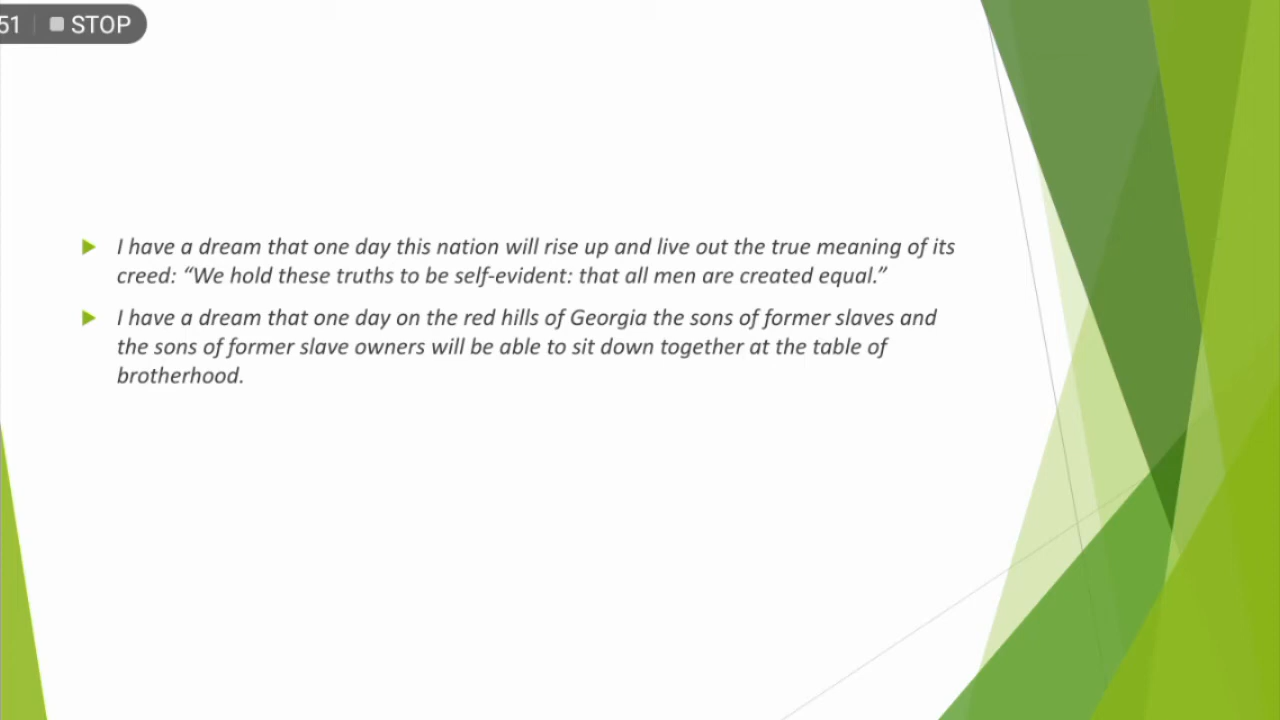 51 STOP
I have a dream that one day this nation will rise up and live out the true meaning of its
creed: “We hold these truths to be self-evident: that all men are created equal.”
I have a dream that one day on the red hills of Georgia the sons of former slaves and
the sons of former slave owners will be able to sit down together at the table of
brotherhood.